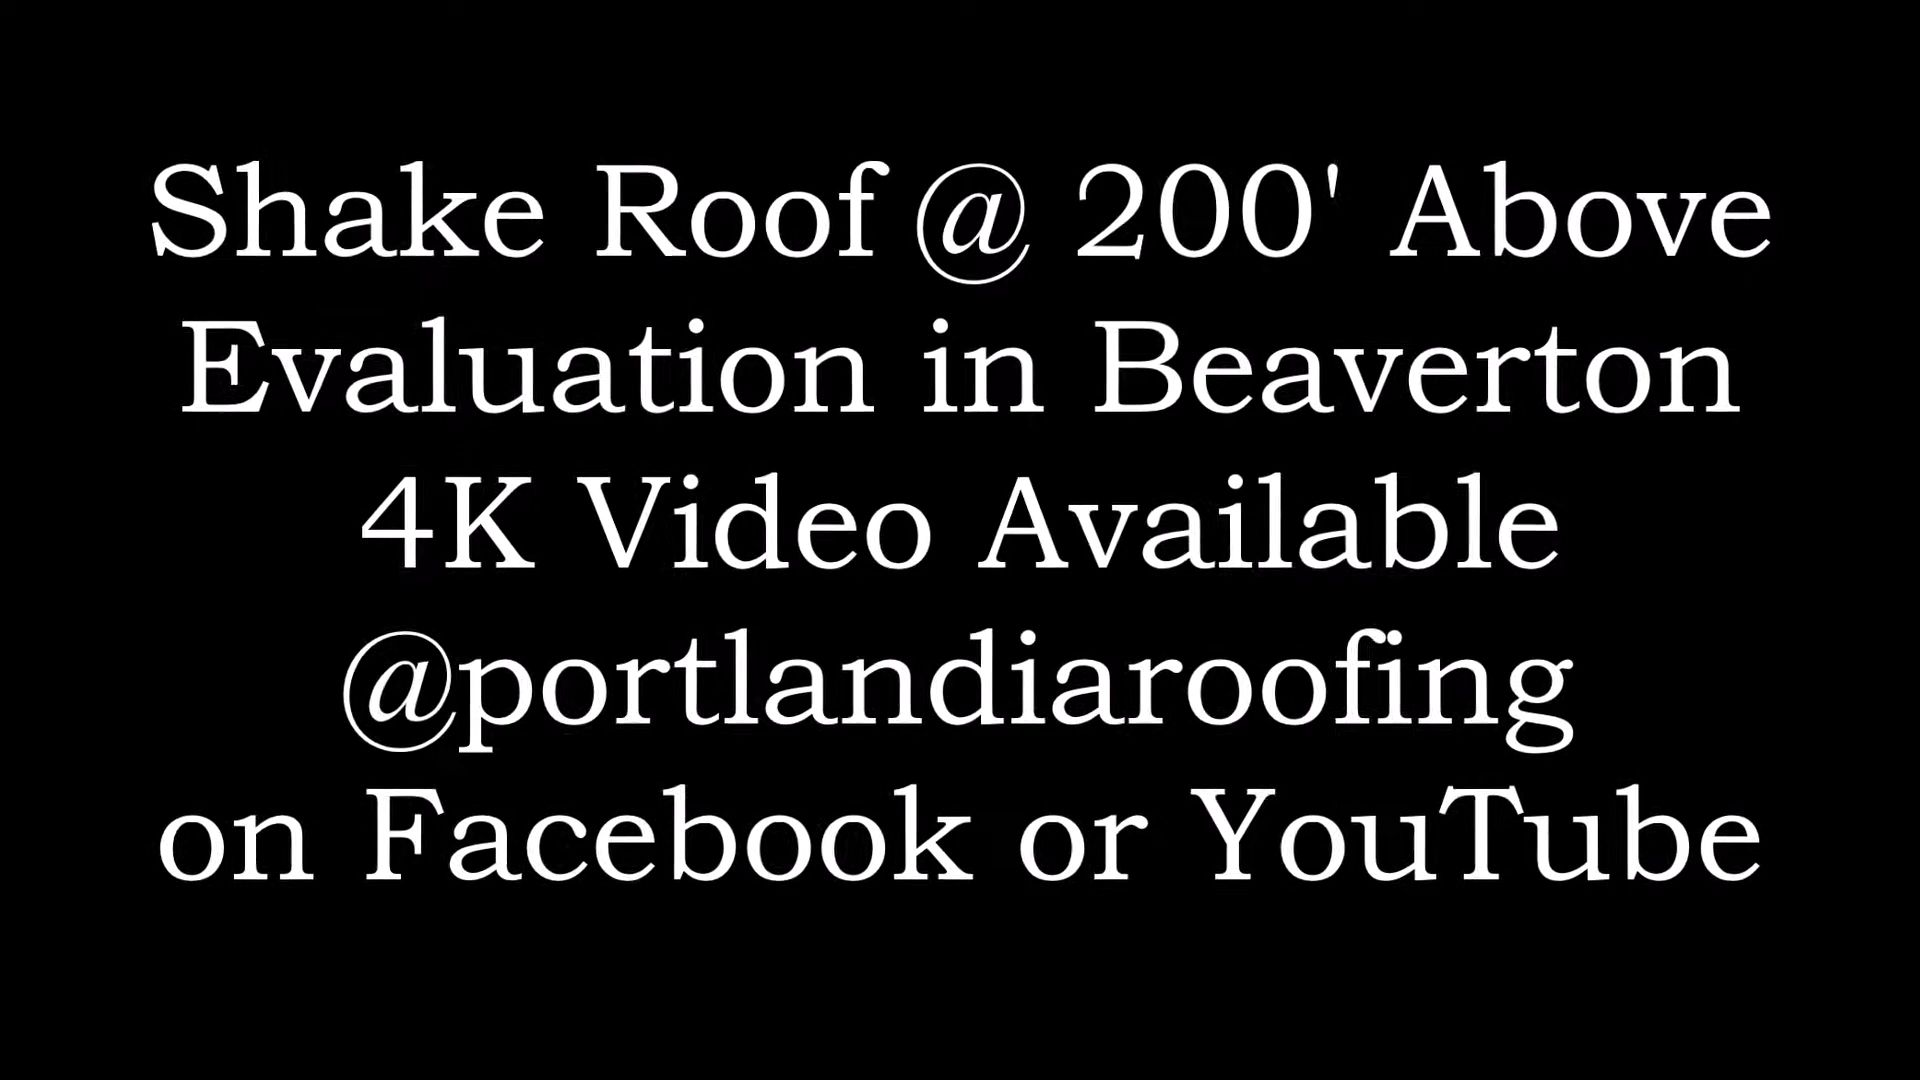 Shake Roof @ 200' Above
Evaluation in Beaverton
4K Video Available
@portlandiaroofing
on Facebook or YouTube